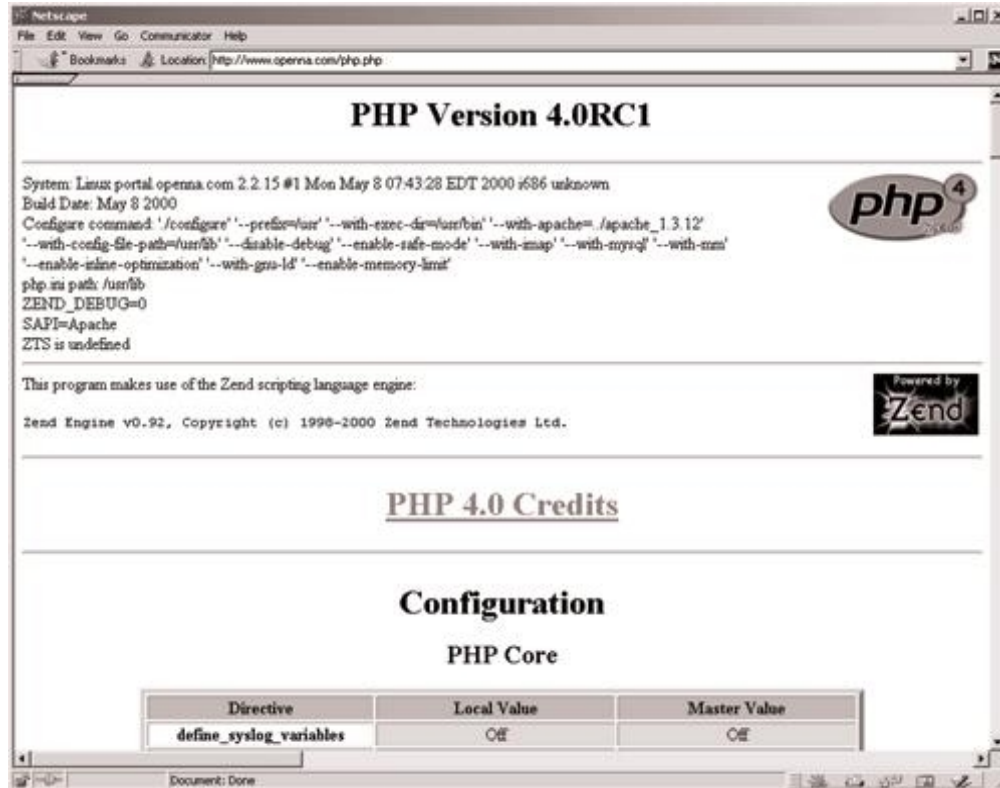 Netscape
File Edit View Go Communicator Help
Bookmarks Location: http://www.openna.com/php.php
PHP Version 4.0RC1
System: Linux portal.openna.com 2.2.15 #1 Mon May 8 07:43:28 EDT 2000 i686 unknown
Build Date: May 8 2000
Configure command: './configure' '--prefix=/usr' '--with-exec-dir=/usr/bin' '--with-apache=../apache_1.3.12'
'--with-config-file-path=/usr/lib' '--disable-debug' '--enable-safe-mode' '--with-imap' '--with-mysql' '--with-mm'
'--enable-inline-optimization' '--with-gnu-ld' '--enable-memory-limit'
php.ini path: /usr/lib
ZEND_DEBUG=0
SAPI=Apache
ZTS is undefined
php 4
This program makes use of the Zend scripting language engine:
Zend Engine v0.92, Copyright (c) 1998-2000 Zend Technologies Ltd.
Powered by
Zend
PHP 4.0 Credits
Configuration
PHP Core
Directive Local Value Master Value
define_syslog_variables Off Off
Document: Done